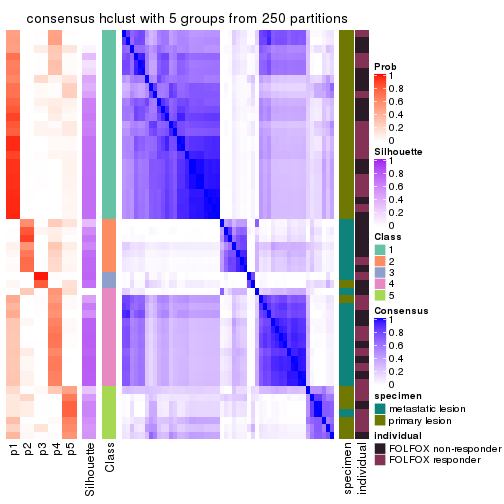 consensus hclust with 5 groups from 250 partitions
Prob
1
0.8
0.6
0.4
0.2
0
Silhouette
1
0.8
0.6
0.4
0.2
0
Class
1
2
3
4
5
Consensus
1
0.8
0.6
0.4
0.2
0
specimen
metastatic lesion
primary lesion
individual
FOLFOX non-responder
FOLFOX responder
p1
p2
p3
p4
p5
Silhouette
Class
specimen
individual